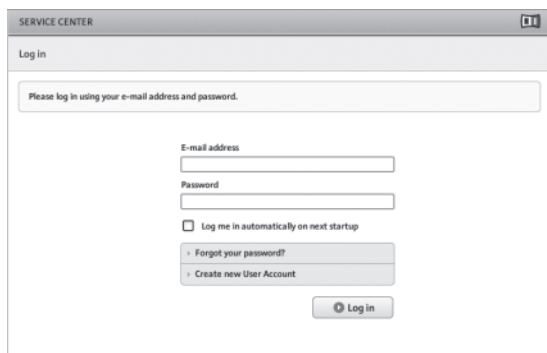 SERVICE CENTER
Log in
Please log in using your e-mail address and password.
E-mail address
Password
Log me in automatically on next startup
Forgot your password?
Create new User Account
Log in